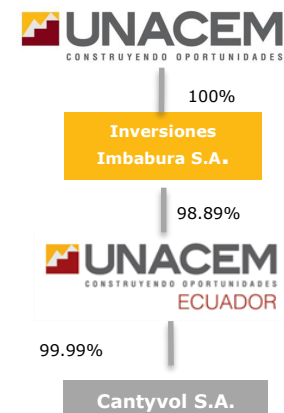 UNACEM
CONSTRUYENDO OPORTUNIDADES
100%
Inversiones
Imbabura S.A.
98.89%
UNACEM
CONSTRUYENDO OPORTUNIDADES
ECUADOR
99.99%
Cantyvol S.A.